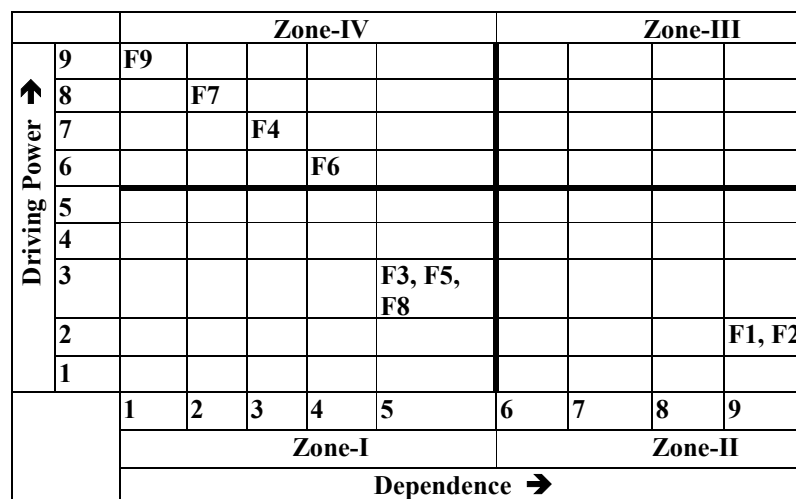 Zone-IV Zone-III
Driving Power 🡩
9 F9
8 F7
7 F4
6 F6
5
4
3 F3, F5,
F8
2 F1, F2
1
1 2 3 4 5 6 7 8 9
Zone-I Zone-II
Dependence 🡪